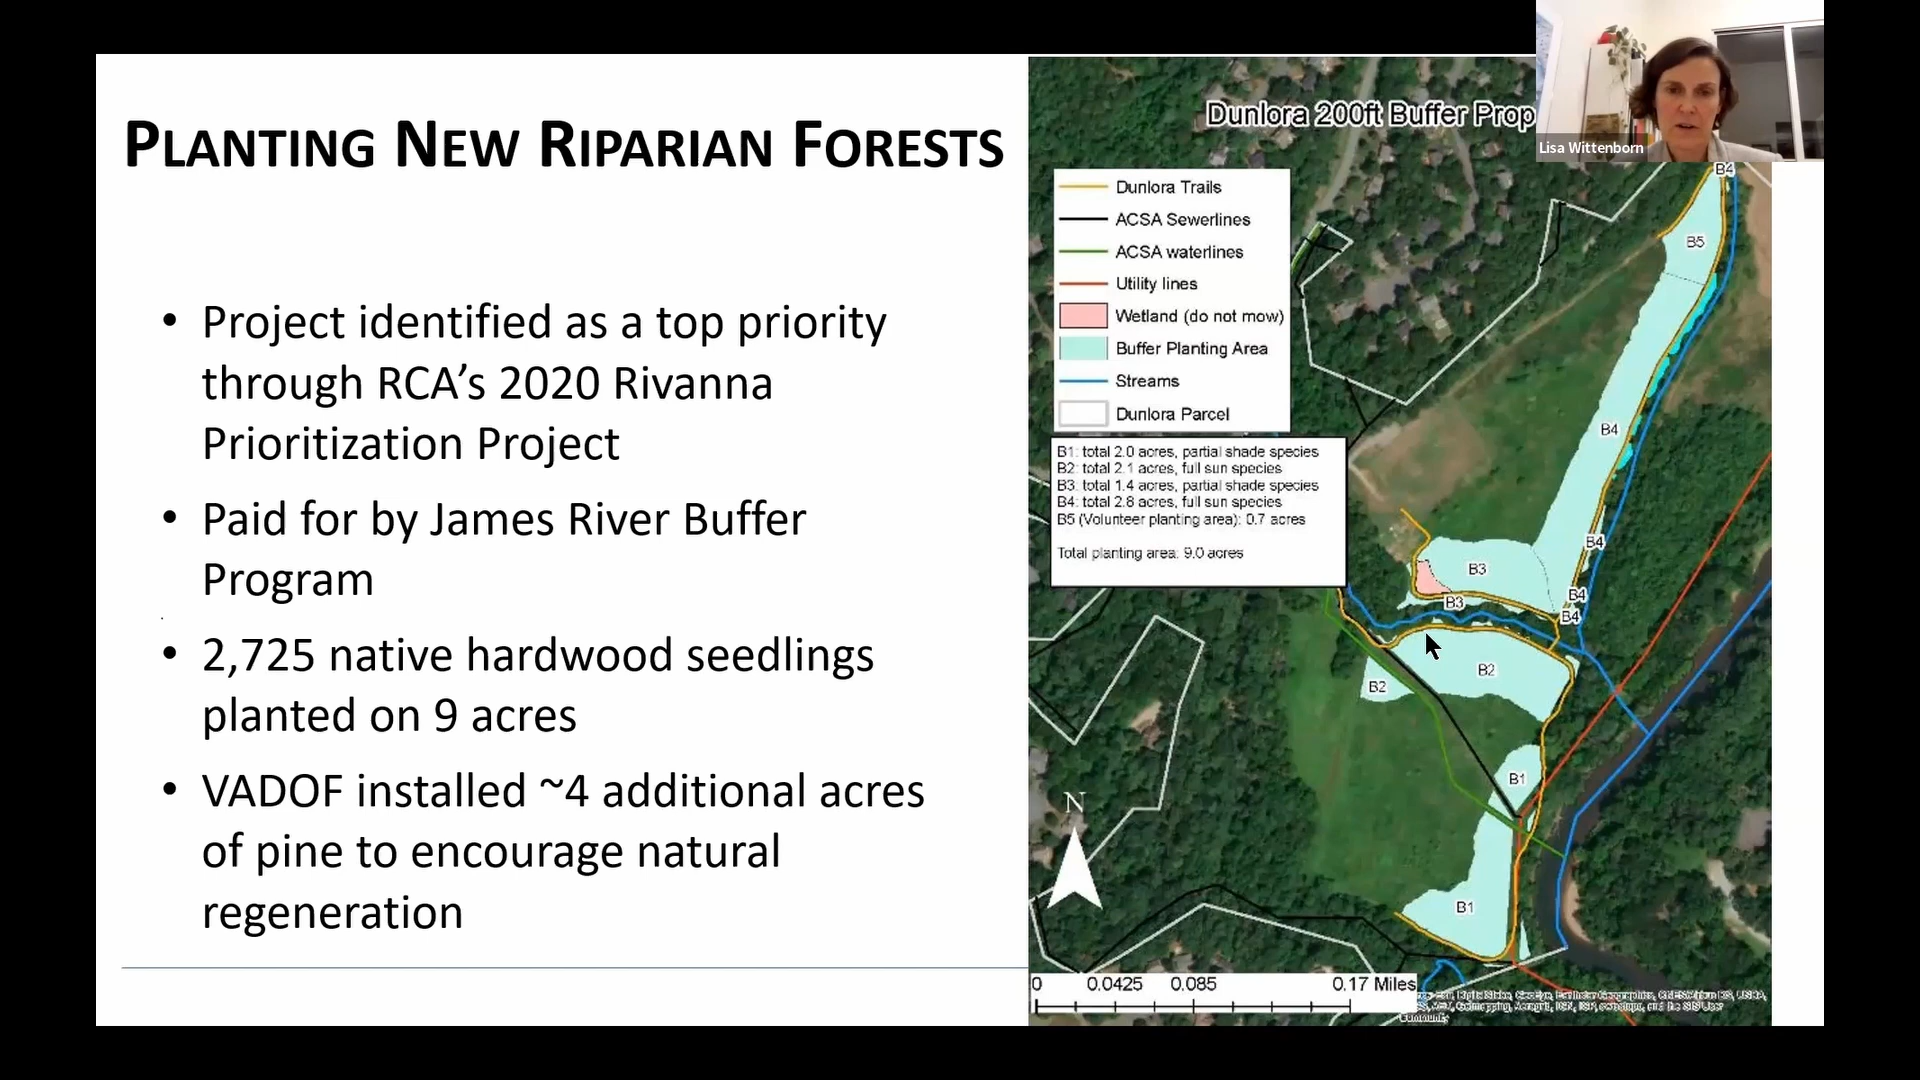 PLANTING NEW RIPARIAN FORESTS
• Project identified as a top priority
through RCA's 2020 Rivanna
Prioritization Project
• Paid for by James River Buffer
Program
• 2,725 native hardwood seedlings
planted on 9 acres
• VADOF installed ~4 additional acres
of pine to encourage natural
regeneration
Dunlora 200ft Buffer Prop
Lisa Wittenborn
Dunlora Trails
ACSA Sewerlines
ACSA waterlines
Utility lines
Wetland (do not mow)
Buffer Planting Area
Streams
Dunlora Parcel
B1: total 2.0 acres, partial shade species
B2: total 2.1 acres, full sun species
B3: total 1.4 acres, partial shade species
B4: total 2.8 acres, full sun species
B5 (Volunteer planting area): 0.7 acres
Total planting area: 9.0 acres
B4
B5
B4
B4
B3
B4
B3
B4
B2
B2
B1
B1
N
0 0.0425 0.085 0.17 Miles